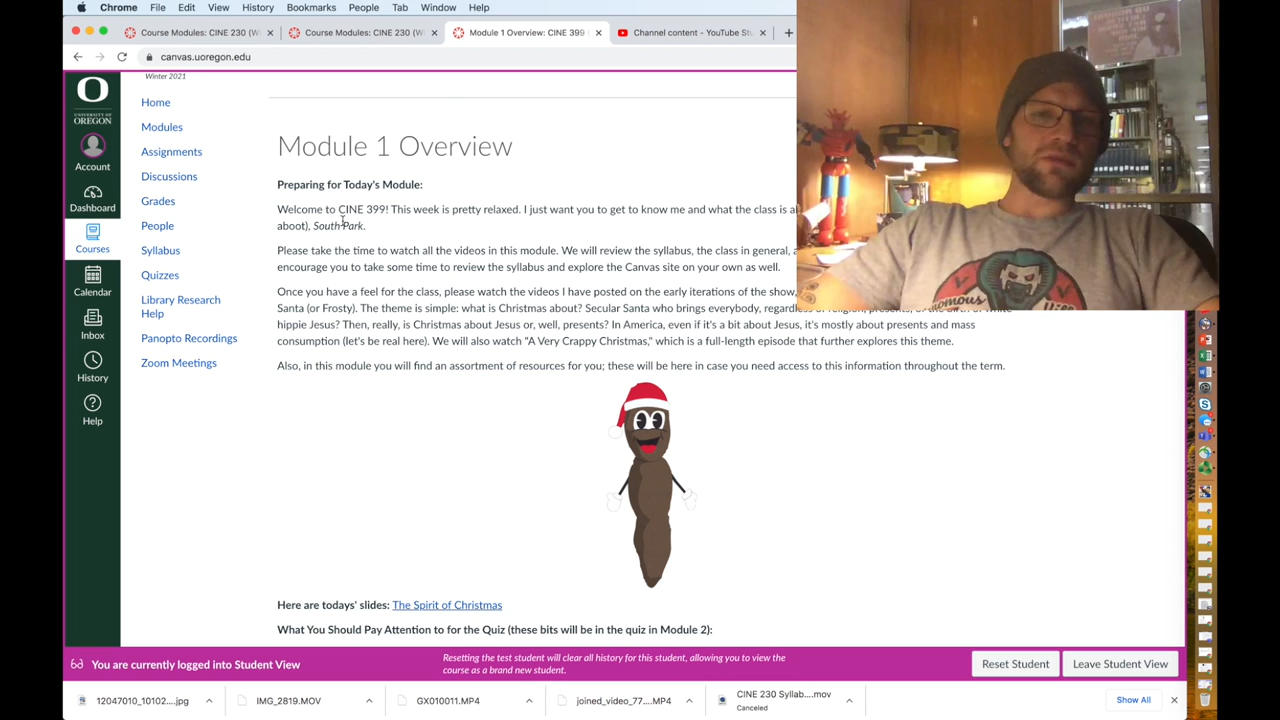 Chrome File Edit View History Bookmarks People Tab Window Help
Course Modules: CINE 230 (W Course Modules: CINE 230 (W Module 1 Overview: CINE 399 Channel content - YouTube Stu
canvas.uoregon.edu
UNIVERSITY OF OREGON
Account
Dashboard
Courses
Calendar
Inbox
History
Help
Winter 2021
Home
Modules
Assignments
Discussions
Grades
People
Syllabus
Quizzes
Library Research
Help
Panopto Recordings
Zoom Meetings
Module 1 Overview
Preparing for Today's Module:
Welcome to CINE 399! This week is pretty relaxed. I just want you to get to know me and what the class is al
aboot), South Park.
Please take the time to watch all the videos in this module. We will review the syllabus, the class in general, a
encourage you to take some time to review the syllabus and explore the Canvas site on your own as well.
Once you have a feel for the class, please watch the videos I have posted on the early iterations of the show,
Santa (or Frosty). The theme is simple: what is Christmas about? Secular Santa who brings everybody, regardless of religion, presents, or the birth of white
hippie Jesus? Then, really, is Christmas about Jesus or, well, presents? In America, even if it's a bit about Jesus, it's mostly about presents and mass
consumption (let's be real here). We will also watch "A Very Crappy Christmas," which is a full-length episode that further explores this theme.
Also, in this module you will find an assortment of resources for you; these will be here in case you need access to this information throughout the term.
Here are todays' slides: The Spirit of Christmas
What You Should Pay Attention to for the Quiz (these bits will be in the quiz in Module 2):
You are currently logged into Student View
Resetting the test student will clear all history for this student, allowing you to view the
course as a brand new student.
Reset Student Leave Student View
12047010_10102....jpg IMG_2819.MOV GX010011.MP4 joined_video_77....MP4 CINE 230 Syllab....mov
Canceled
Show All